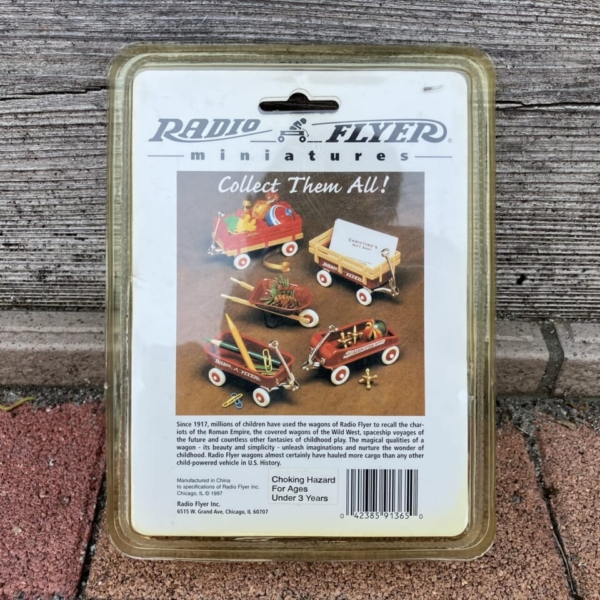 RADIO FLYER®
miniatures
Collect Them All!
CHRISTINE'S
RADIO FLYER
RADIO FLYER
Since 1917, millions of children have used the wagons of Radio Flyer to recall the char-
iots of the Roman Empire, the covered wagons of the Wild West, spaceship voyages of
the future and countless other fantasies of childhood play. The magical qualities of a
wagon - its beauty and simplicity - unleash imaginations and nurture the wonder of
childhood. Radio Flyer wagons almost certainly have hauled more cargo than any other
child-powered vehicle in U.S. History.
Manufactured in China
to specifications of Radio Flyer Inc.
Chicago, IL © 1997
Radio Flyer Inc.
6515 W. Grand Ave, Chicago, IL 60707
Choking Hazard
For Ages
Under 3 Years
0 42385 91365 0